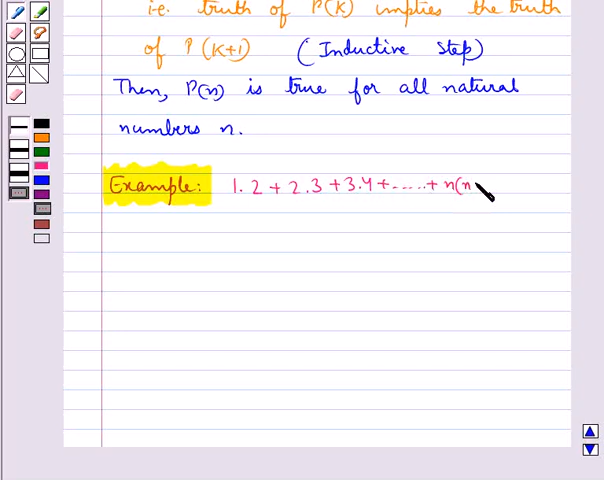 i.e. truth of P(K) implies the truth
of P(K+1) (Inductive Step)
Then, P(n) is true for all natural
numbers n.
Example: 1.2 + 2.3 + 3.4 + ..... + n(n